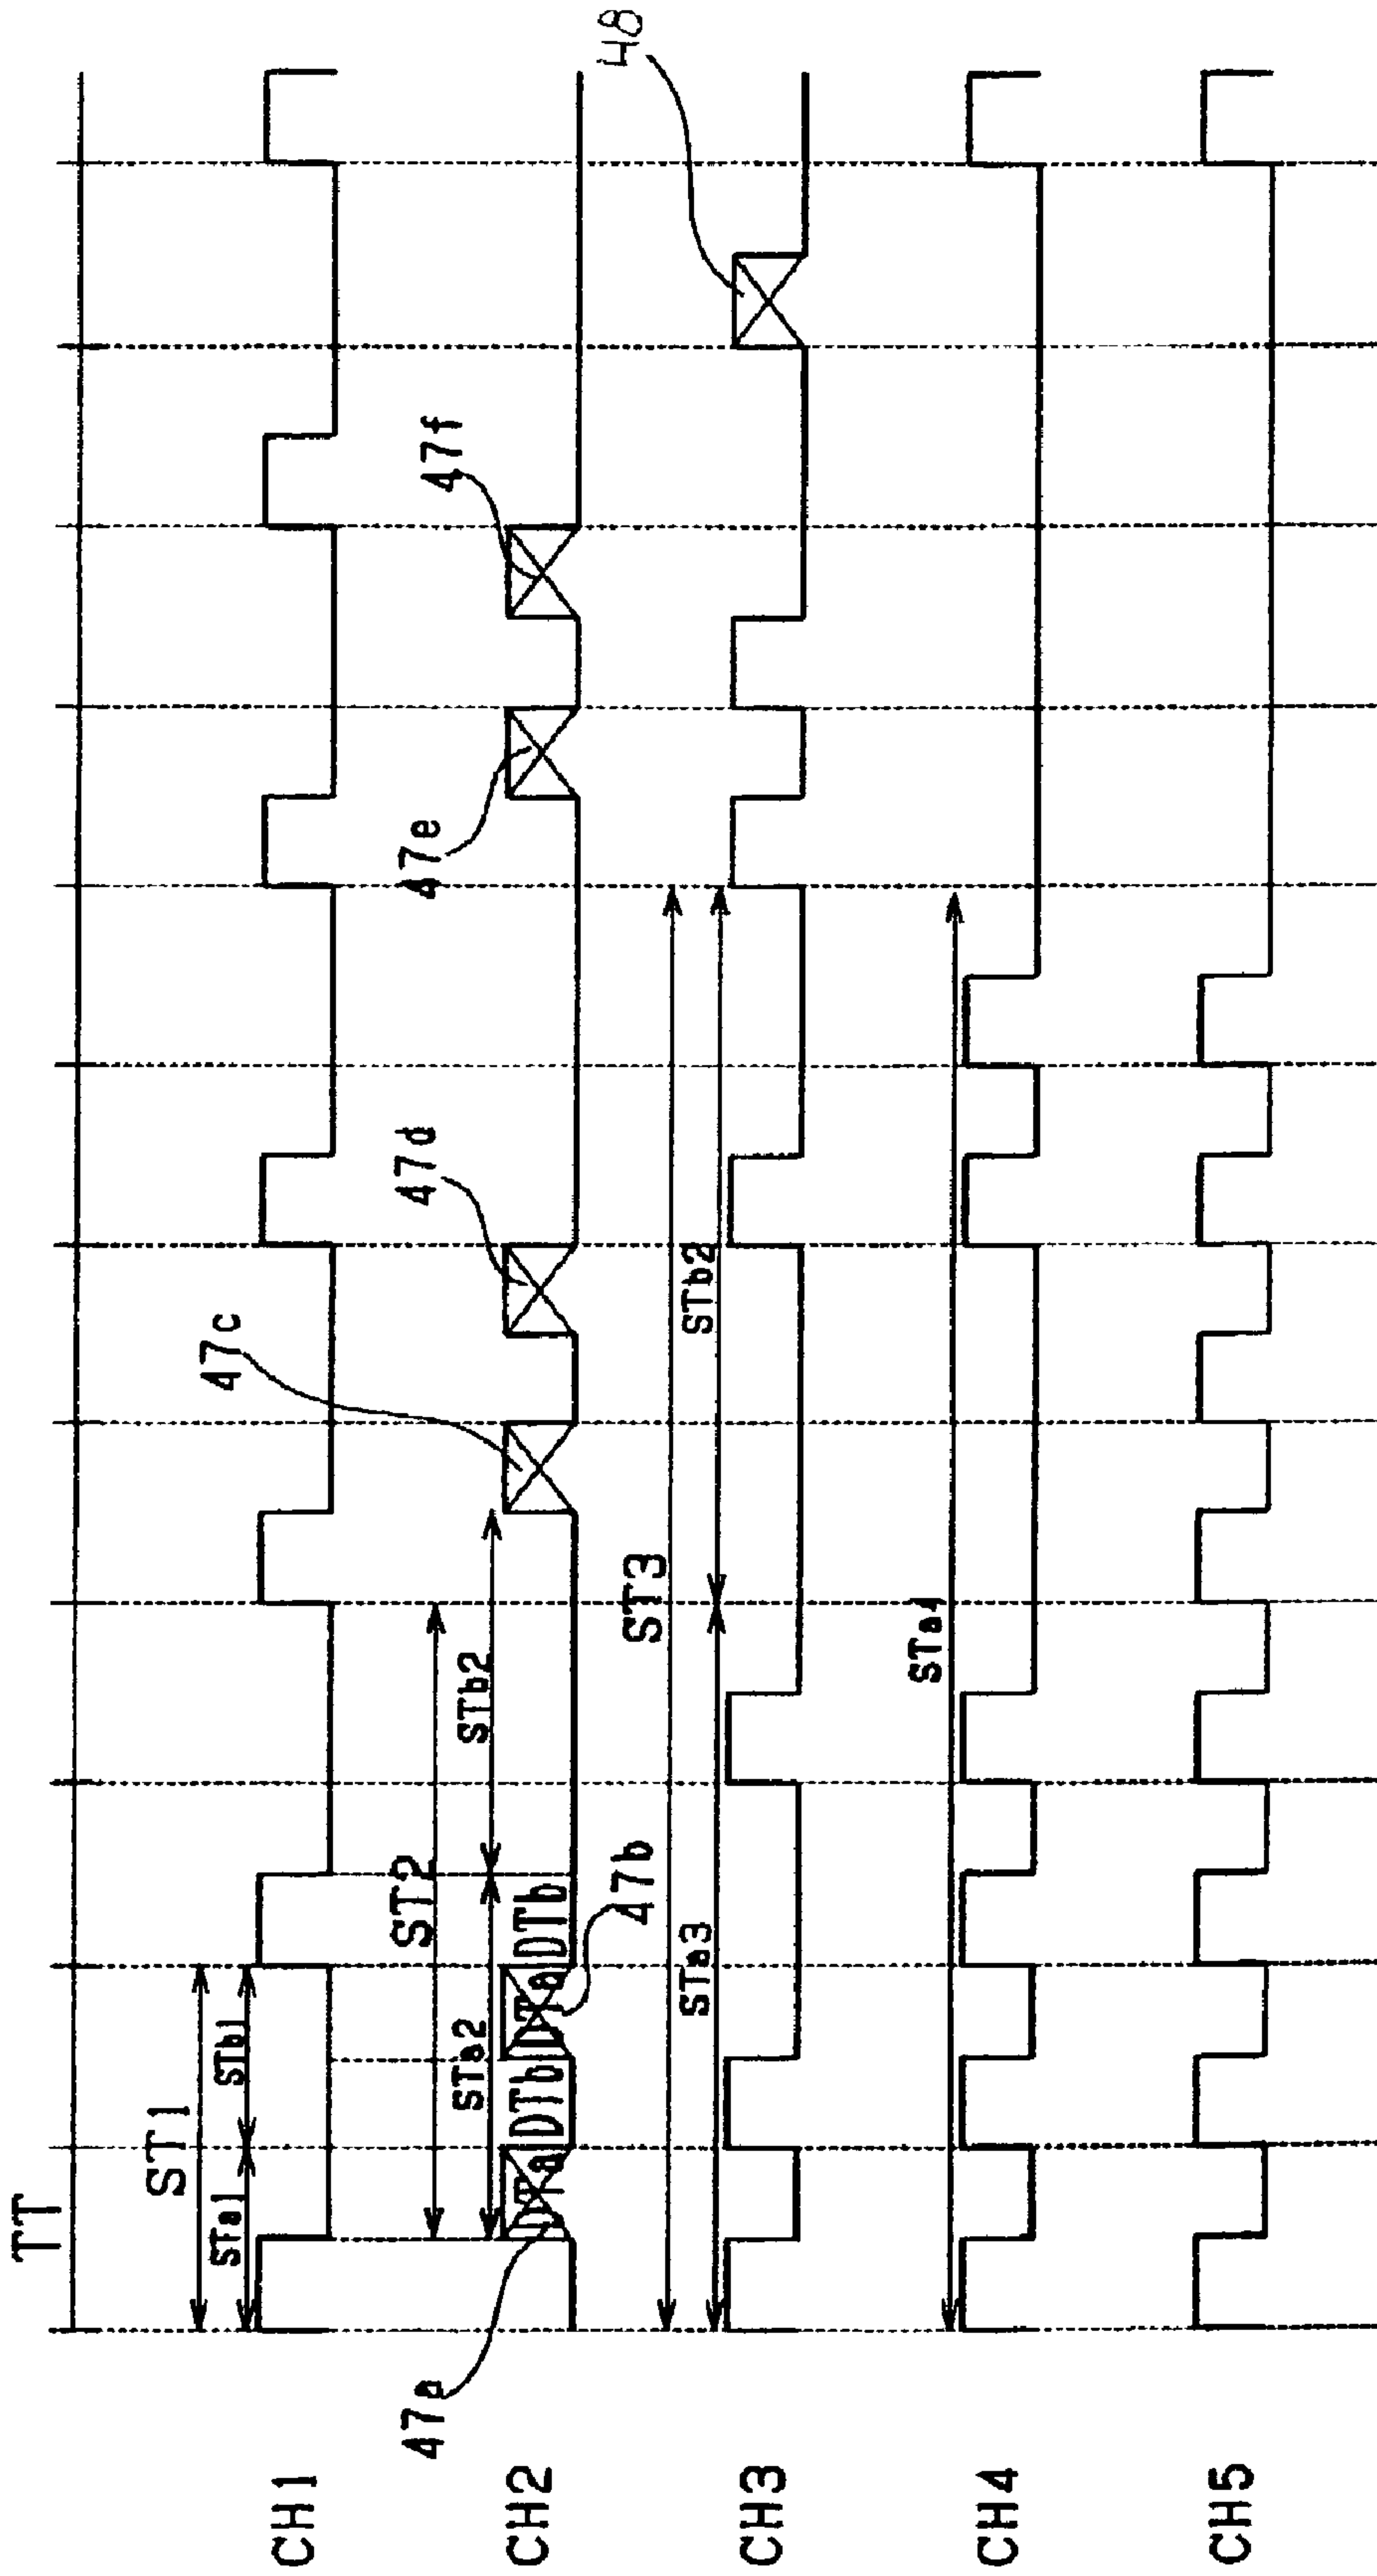 TT
ST1
STa1
STb1
CH1
47c
47d
47e
47f
48
ST2
STa2
STb2
47a
CH2
DTa
DTb
DTa
DTb
47b
ST3
STa3
STb2
CH3
STa4
CH4
CH5